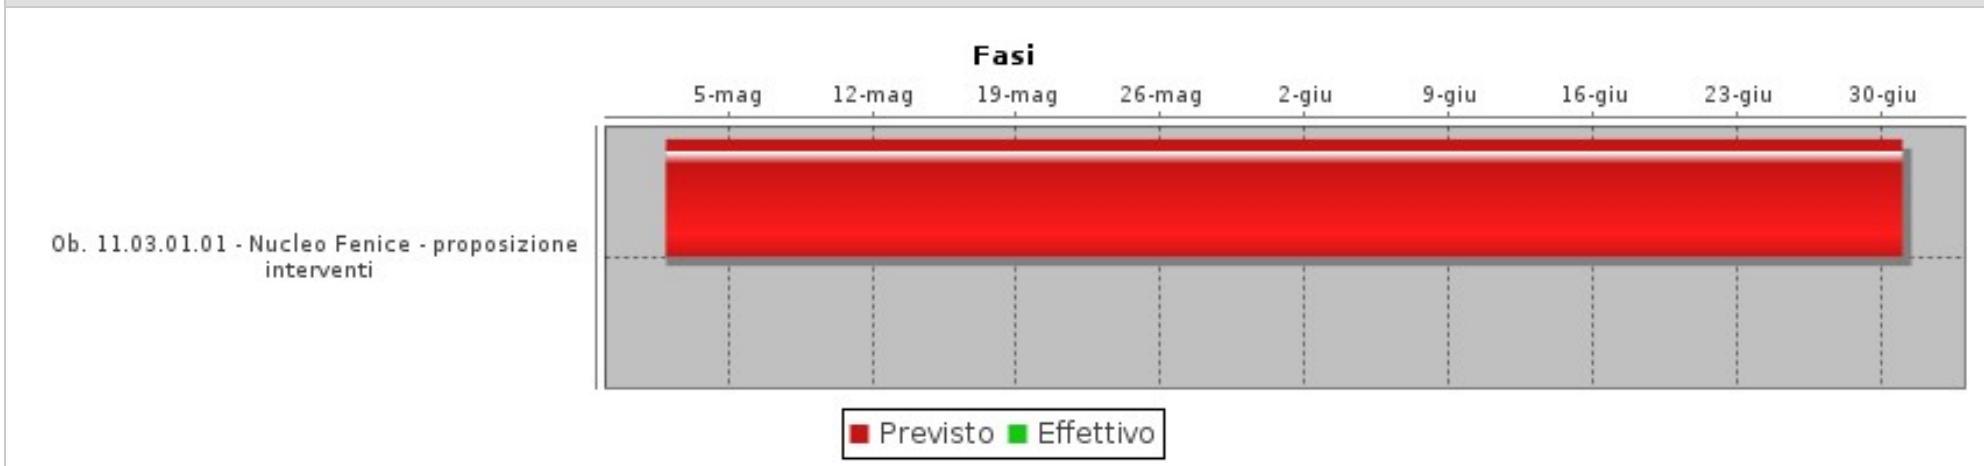 Fasi
5-mag 12-mag 19-mag 26-mag 2-giu 9-giu 16-giu 23-giu 30-giu
Ob. 11.03.01.01 - Nucleo Fenice - proposizione
interventi
Previsto Effettivo